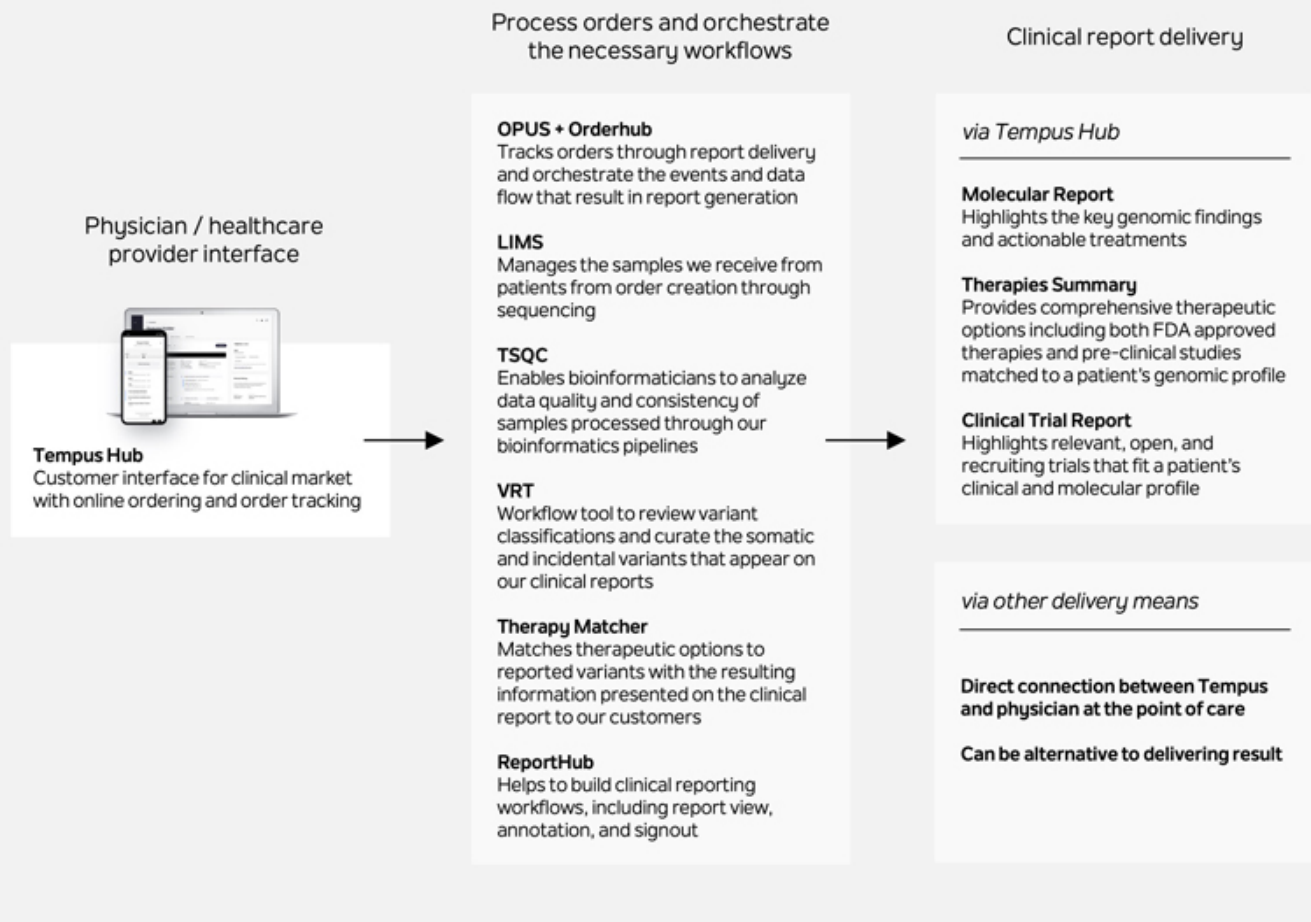 Physician / healthcare
provider interface
Tempus Hub
Customer interface for clinical market
with online ordering and order tracking
Process orders and orchestrate
the necessary workflows
OPUS + Orderhub
Tracks orders through report delivery
and orchestrate the events and data
flow that result in report generation
LIMS
Manages the samples we receive from
patients from order creation through
sequencing
TSQC
Enables bioinformaticians to analyze
data quality and consistency of
samples processed through our
bioinformatics pipelines
VRT
Workflow tool to review variant
classifications and curate the somatic
and incidental variants that appear on
our clinical reports
Therapy Matcher
Matches therapeutic options to
reported variants with the resulting
information presented on the clinical
report to our customers
ReportHub
Helps to build clinical reporting
workflows, including report view,
annotation, and signout
Clinical report delivery
via Tempus Hub
Molecular Report
Highlights the key genomic findings
and actionable treatments
Therapies Summary
Provides comprehensive therapeutic
options including both FDA approved
therapies and pre-clinical studies
matched to a patient's genomic profile
Clinical Trial Report
Highlights relevant, open, and
recruiting trials that fit a patient's
clinical and molecular profile
via other delivery means
Direct connection between Tempus
and physician at the point of care
Can be alternative to delivering result